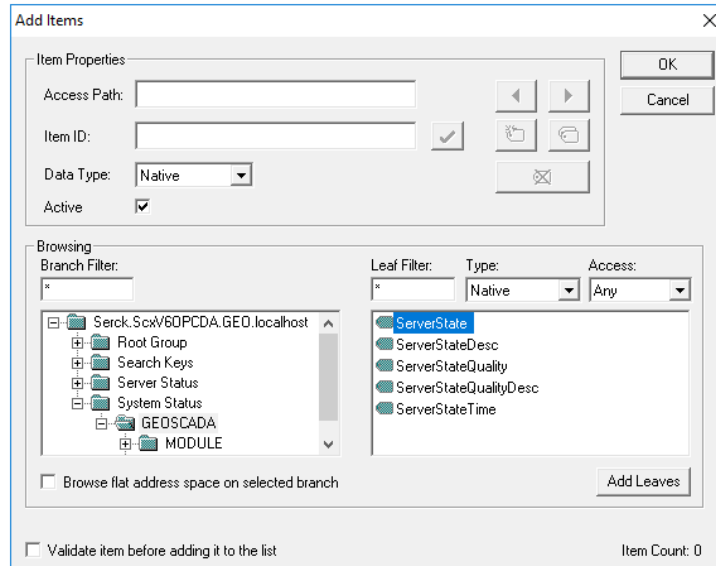 Add Items
Item Properties
Access Path:
OK
Cancel
Item ID:
Data Type: Native
Active
Browsing
Branch Filter: Leaf Filter: Type: Access:
* * Native Any
Serck.ScxV6OPCDA.GEO.localhost
Root Group
Search Keys
Server Status
System Status
GEOSCADA
MODULE
ServerState
ServerStateDesc
ServerStateQuality
ServerStateQualityDesc
ServerStateTime
Browse flat address space on selected branch Add Leaves
Validate item before adding it to the list Item Count: 0